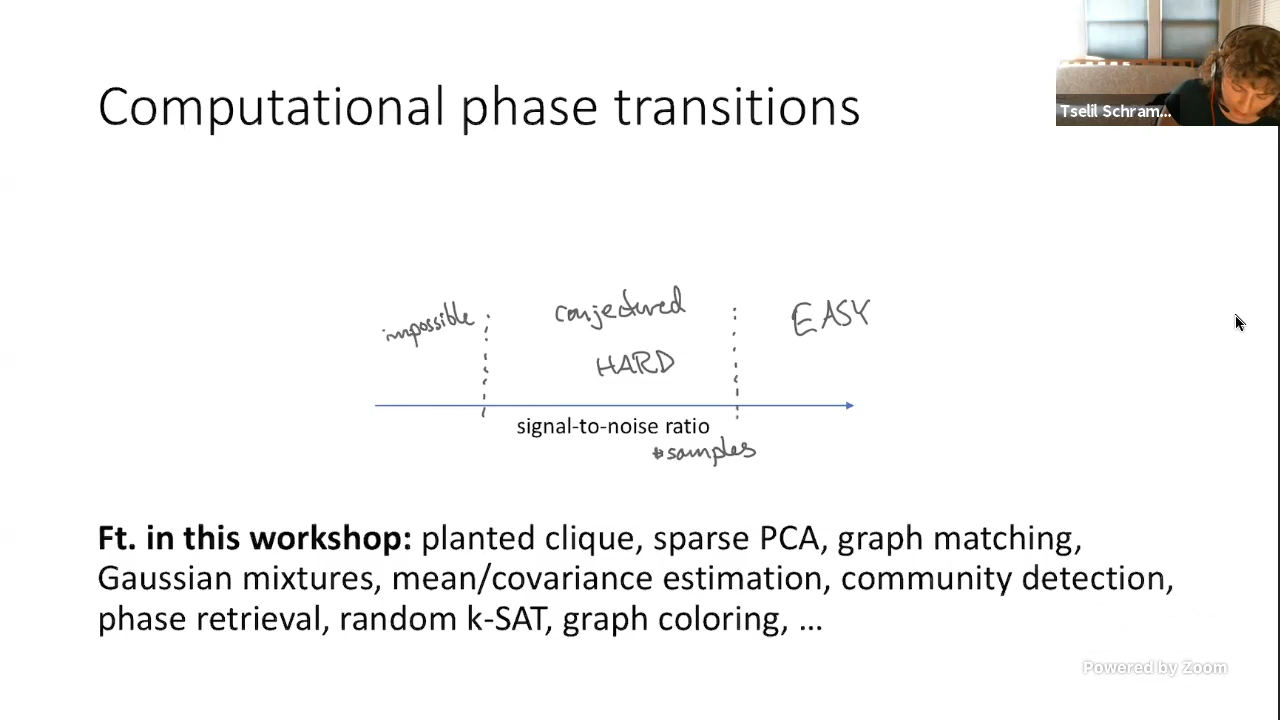 Computational phase transitions
Tselil Schram...
impossible
conjectured
EASY
HARD
signal-to-noise ratio
#samples
Ft. in this workshop: planted clique, sparse PCA, graph matching,
Gaussian mixtures, mean/covariance estimation, community detection,
phase retrieval, random k-SAT, graph coloring, ...
Powered by Zoom